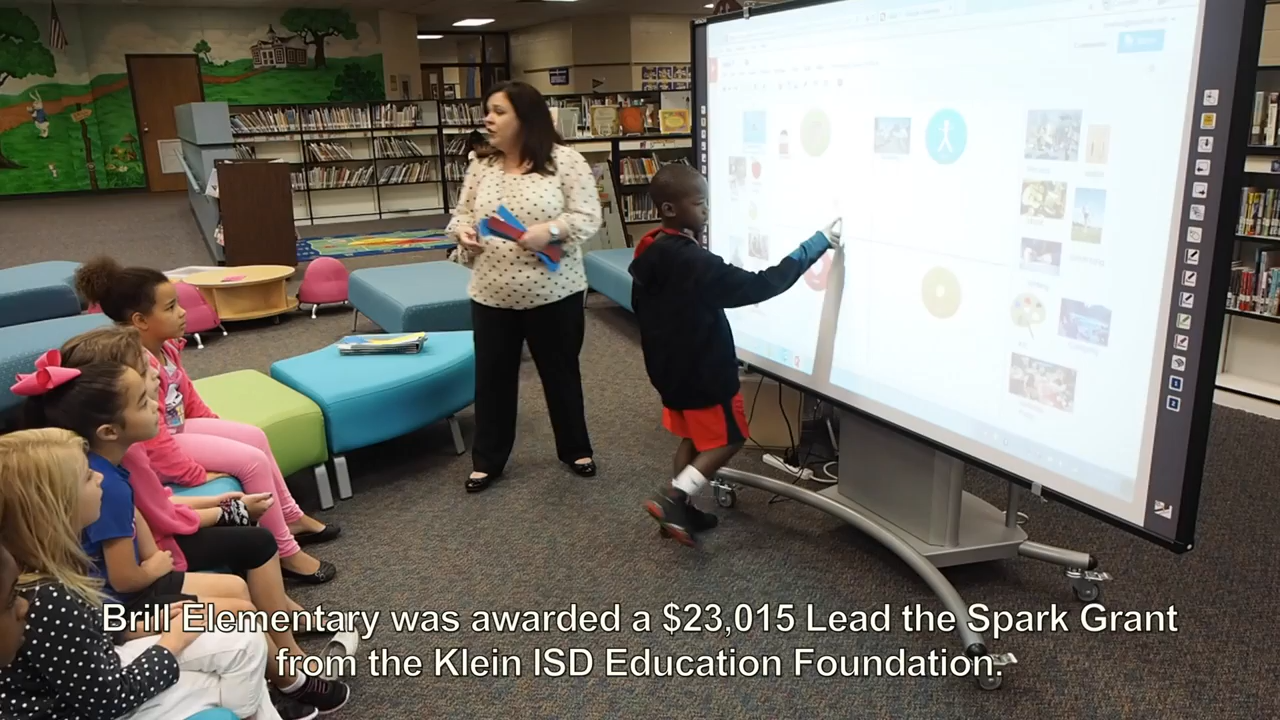 Brill Elementary was awarded a $23,015 Lead the Spark Grant
from the Klein ISD Education Foundation.